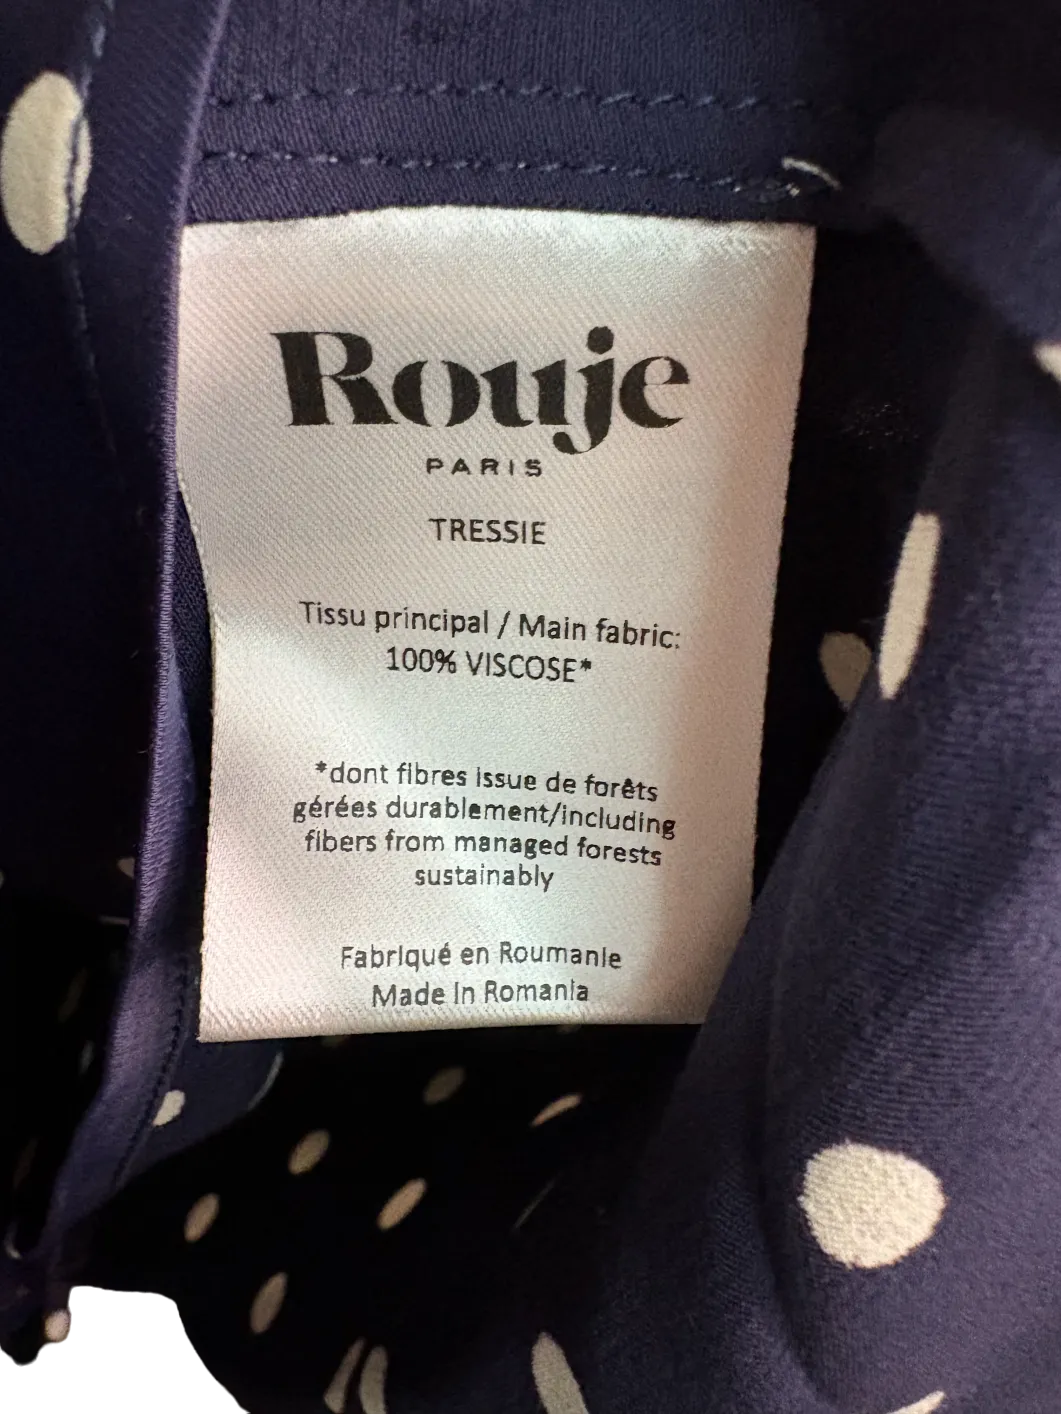 Rouje
PARIS
TRESSIE
Tissu principal / Main fabric:
100% VISCOSE*
*dont fibres issue de forêts
gérées durablement/including
fibers from managed forests
sustainably
Fabriqué en Roumanie
Made in Romania